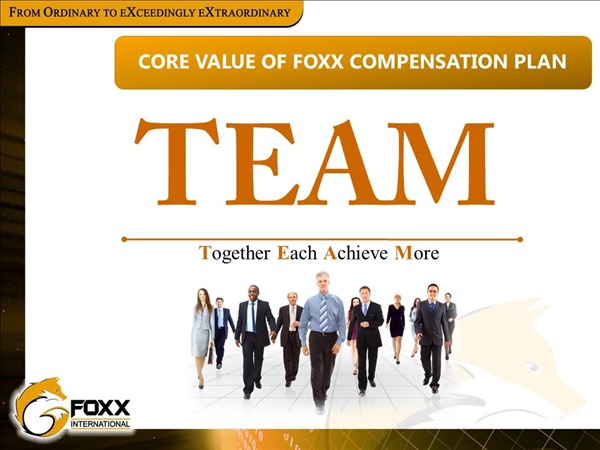 FROM ORDINARY TO EXCEEDINGLY EXTRAORDINARY
CORE VALUE OF FOXX COMPENSATION PLAN
TEAM
Together Each Achieve More
FOXX
INTERNATIONAL